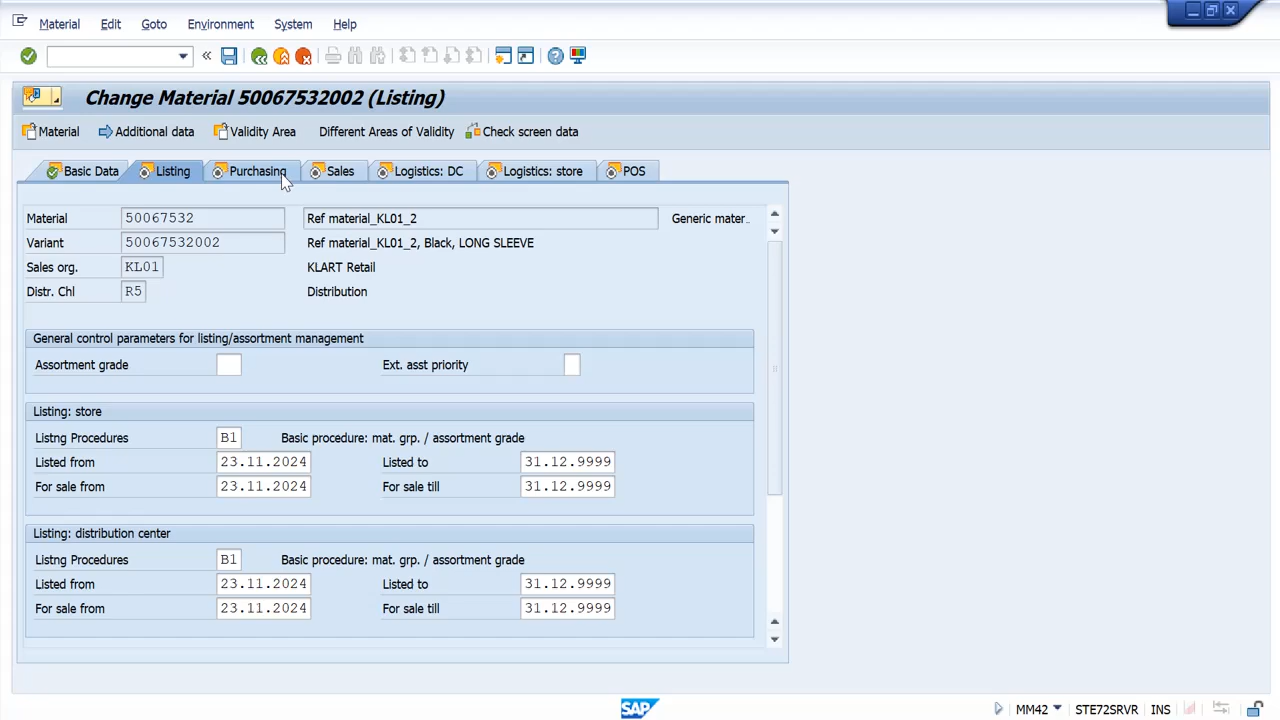 Material Edit Goto Environment System Help
Change Material 50067532002 (Listing)
Material Additional data Validity Area Different Areas of Validity Check screen data
Basic Data Listing Purchasing Sales Logistics: DC Logistics: store POS
Material 50067532 Ref material_KL01_2 Generic mater..
Variant 50067532002 Ref material_KL01_2, Black, LONG SLEEVE
Sales org. KL01 KLART Retail
Distr. Chl R5 Distribution
General control parameters for listing/assortment management
Assortment grade Ext. asst priority
Listing: store
Listng Procedures B1 Basic procedure: mat. grp. / assortment grade
Listed from 23.11.2024 Listed to 31.12.9999
For sale from 23.11.2024 For sale till 31.12.9999
Listing: distribution center
Listng Procedures B1 Basic procedure: mat. grp. / assortment grade
Listed from 23.11.2024 Listed to 31.12.9999
For sale from 23.11.2024 For sale till 31.12.9999
SAP MM42 STE72SRVR INS